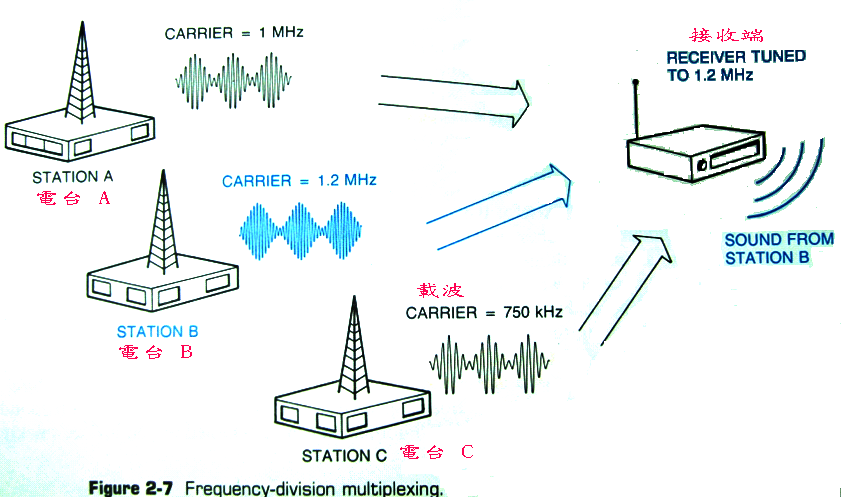 CARRIER = 1 MHz
接收端
RECEIVER TUNED
TO 1.2 MHz
STATION A
電台 A
CARRIER = 1.2 MHz
SOUND FROM
STATION B
STATION B
電台 B
載波
CARRIER = 750 kHz
STATION C 電台 C
Figure 2-7 Frequency-division multiplexing.